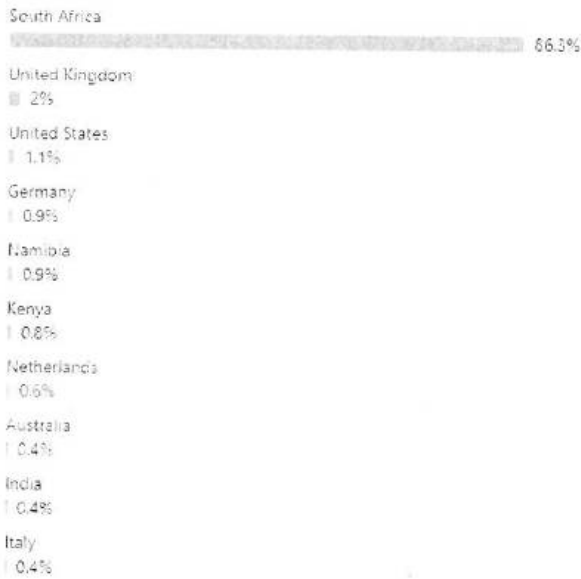 South Africa
86.3%
United Kingdom
2%
United States
1.1%
Germany
0.9%
Namibia
0.9%
Kenya
0.8%
Netherlands
0.6%
Australia
0.4%
India
0.4%
Italy
0.4%